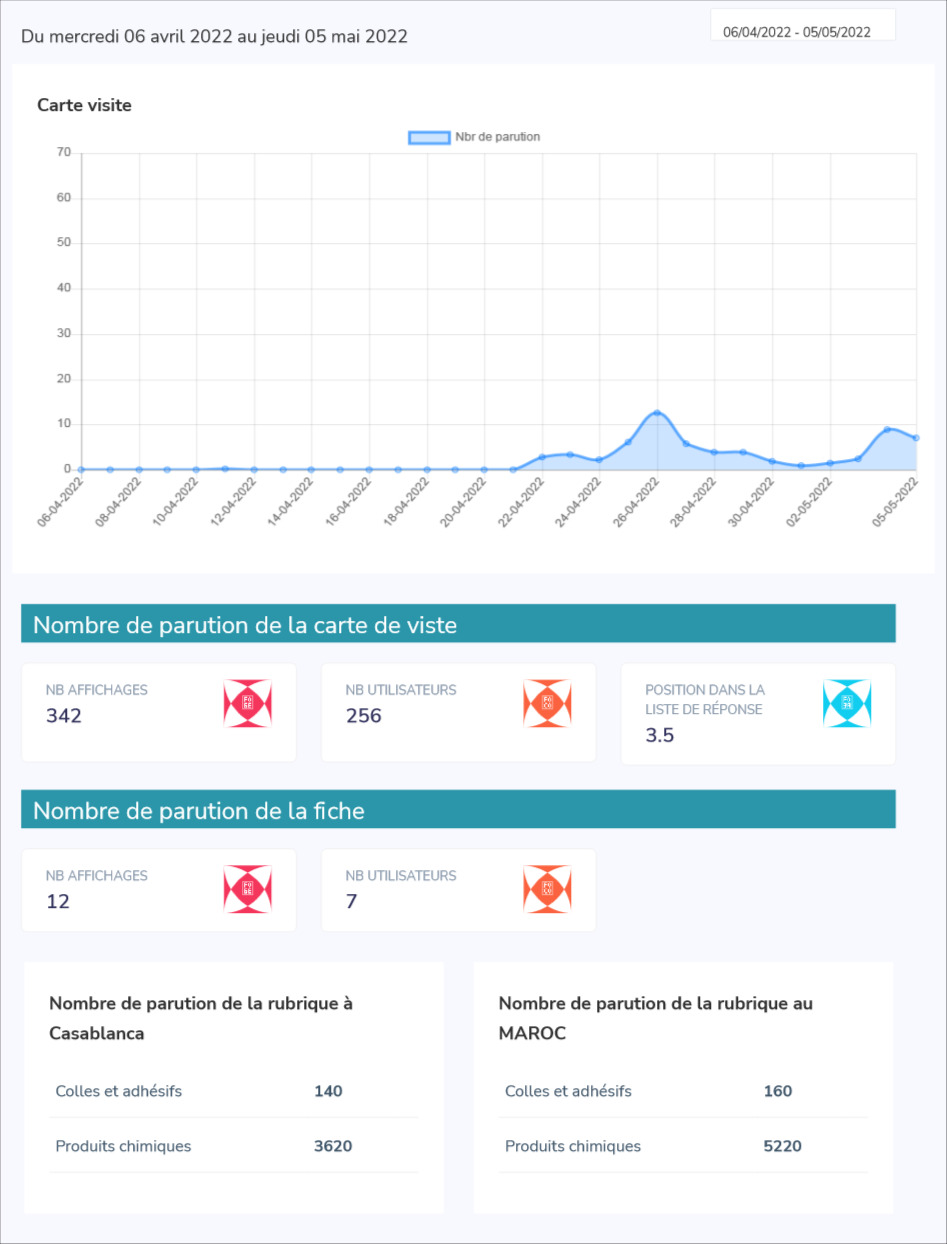 Du mercredi 06 avril 2022 au jeudi 05 mai 2022
06/04/2022 - 05/05/2022
Carte visite
Nbr de parution
70
60
50
40
30
20
10
0
06-04-2022
08-04-2022
10-04-2022
12-04-2022
14-04-2022
16-04-2022
18-04-2022
20-04-2022
22-04-2022
24-04-2022
26-04-2022
28-04-2022
30-04-2022
02-05-2022
05-05-2022
Nombre de parution de la carte de viste
NB AFFICHAGES
342
NB UTILISATEURS
256
POSITION DANS LA
LISTE DE RÉPONSE
3.5
Nombre de parution de la fiche
NB AFFICHAGES
12
NB UTILISATEURS
7
Nombre de parution de la rubrique à
Casablanca
Colles et adhésifs 140
Produits chimiques 3620
Nombre de parution de la rubrique au
MAROC
Colles et adhésifs 160
Produits chimiques 5220